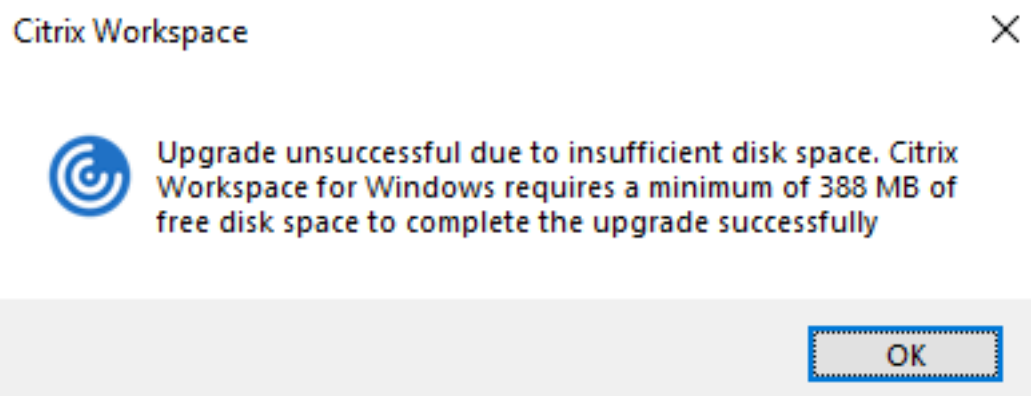 Citrix Workspace
Upgrade unsuccessful due to insufficient disk space. Citrix
Workspace for Windows requires a minimum of 388 MB of
free disk space to complete the upgrade successfully
OK